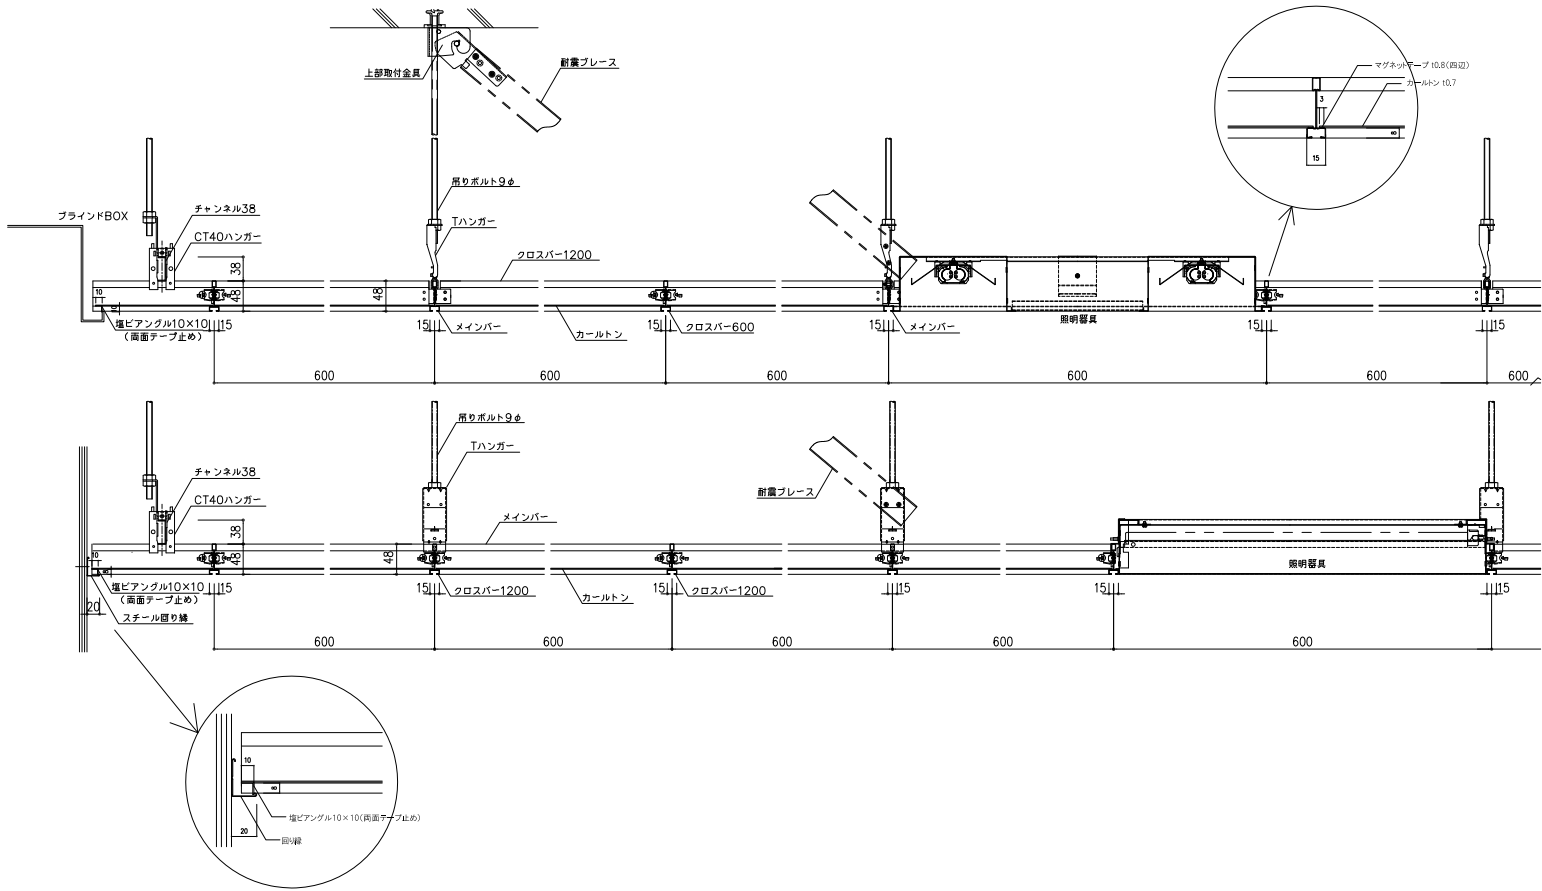 上部取付金具
耐震ブレース
マグネットテープ t0.8(四辺)
カールトン t0.7
3
8
15
吊りボルト9φ
ブラインドBOX
チャンネル38
Tハンガー
CT40ハンガー
クロスバー1200
38
48
48
10
10
塩ビアングル10×10
(両面テープ止め)
15
15
メインバー
カールトン
15
クロスバー600
15
メインバー
照明器具
15
15
600
600
600
600
600
600
吊りボルト9φ
Tハンガー
チャンネル38
CT40ハンガー
耐震ブレース
メインバー
38
48
48
10
8
塩ビアングル10×10
(両面テープ止め)
20
スチール回り縁
15
15
クロスバー1200
カールトン
15
クロスバー1200
15
15
照明器具
15
600
600
600
600
600
10
8
塩ビアングル10×10(両面テープ止め)
20
回り縁